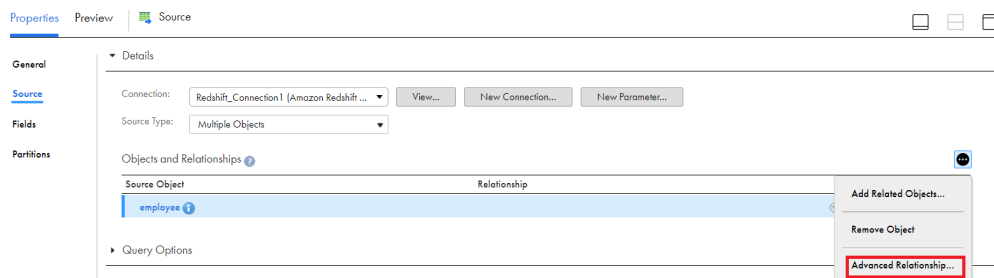 Properties Preview Source
Details
General
Connection: Redshift_Connection1 (Amazon Redshift ... View... New Connection... New Parameter...
Source
Source Type: Multiple Objects
Fields
Partitions
Objects and Relationships
Source Object Relationship
Add Related Objects...
employee
Remove Object
Query Options
Advanced Relationship...